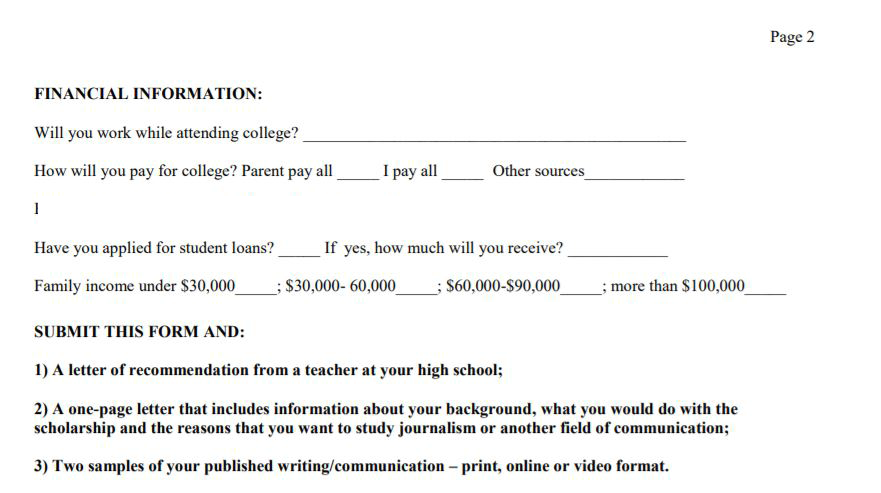 Page 2
FINANCIAL INFORMATION:
Will you work while attending college? ________________________________________________
How will you pay for college? Parent pay all _____ I pay all _____ Other sources____________
I
Have you applied for student loans? _____ If yes, how much will you receive? ____________
Family income under $30,000_____; $30,000- 60,000_____; $60,000-$90,000_____; more than $100,000_____
SUBMIT THIS FORM AND:
1) A letter of recommendation from a teacher at your high school;
2) A one-page letter that includes information about your background, what you would do with the
scholarship and the reasons that you want to study journalism or another field of communication;
3) Two samples of your published writing/communication – print, online or video format.